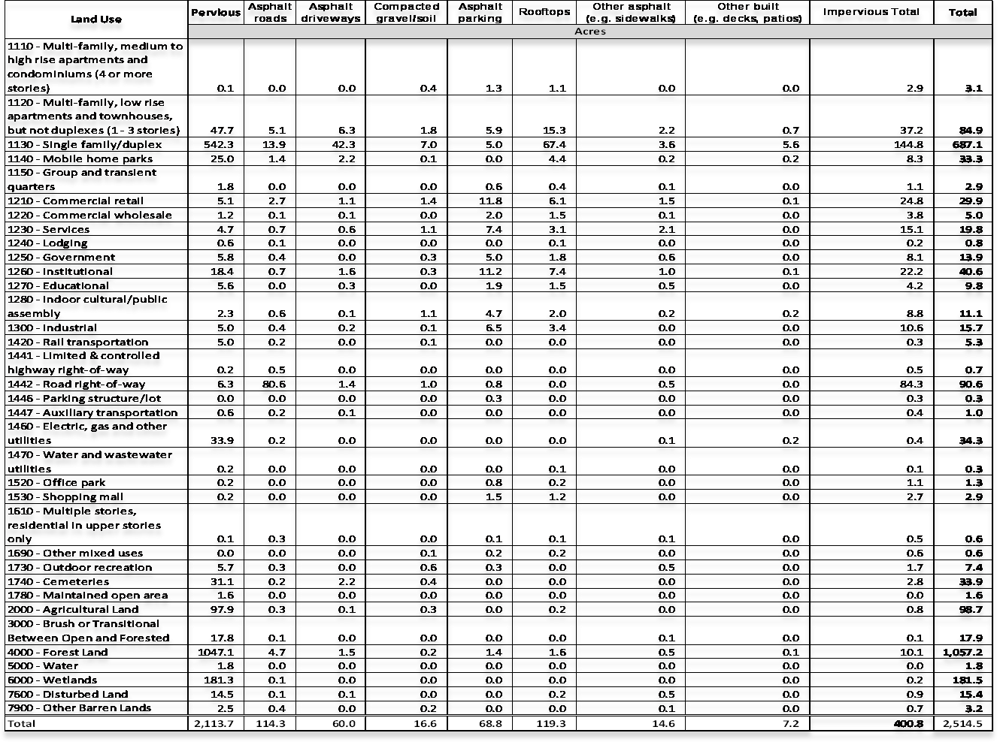 Land Use | Pervious | Asphalt roads | Asphalt driveways | Compacted gravel/soil | Asphalt parking | Rooftops | Other asphalt (e.g. sidewalks) | Other built (e.g. decks, patios) | Impervious Total | Total
Acres
1110 - Multi-family, medium to
high rise apartments and
condominiums (4 or more
stories) 0.1 0.0 0.0 0.4 1.3 1.1 0.0 0.0 2.9 3.1
1120 - Multi-family, low rise
apartments and townhouses,
but not duplexes (1 - 3 stories) 47.7 5.1 6.3 1.8 5.9 15.3 2.2 0.7 37.2 84.9
1130 - Single family/duplex 542.3 13.9 42.3 7.0 5.0 67.4 3.6 5.6 144.8 687.1
1140 - Mobile home parks 25.0 1.4 2.2 0.1 0.0 4.4 0.2 0.2 8.3 33.3
1150 - Group and transient
quarters 1.8 0.0 0.0 0.0 0.6 0.4 0.1 0.0 1.1 2.9
1210 - Commercial retail 5.1 2.7 1.1 1.4 11.8 6.1 1.5 0.1 24.8 29.9
1220 - Commercial wholesale 1.2 0.1 0.1 0.0 2.0 1.5 0.1 0.0 3.8 5.0
1230 - Services 4.7 0.7 0.6 1.1 7.4 3.1 2.1 0.0 15.1 19.8
1240 - Lodging 0.6 0.1 0.0 0.0 0.0 0.1 0.0 0.0 0.2 0.8
1250 - Government 5.8 0.4 0.0 0.3 5.0 1.8 0.6 0.0 8.1 13.9
1260 - Institutional 18.4 0.7 1.6 0.3 11.2 7.4 1.0 0.1 22.2 40.6
1270 - Educational 5.6 0.0 0.3 0.0 1.9 1.5 0.5 0.0 4.2 9.8
1280 - Indoor cultural/public
assembly 2.3 0.6 0.1 1.1 4.7 2.0 0.2 0.2 8.8 11.1
1300 - Industrial 5.0 0.4 0.2 0.1 6.5 3.4 0.0 0.0 10.6 15.7
1420 - Rail transportation 5.0 0.2 0.0 0.1 0.0 0.0 0.0 0.0 0.3 5.3
1441 - Limited & controlled
highway right-of-way 0.2 0.5 0.0 0.0 0.0 0.0 0.0 0.0 0.5 0.7
1442 - Road right-of-way 6.3 80.6 1.4 1.0 0.8 0.0 0.5 0.0 84.3 90.6
1446 - Parking structure/lot 0.0 0.0 0.0 0.0 0.3 0.0 0.0 0.0 0.3 0.3
1447 - Auxiliary transportation 0.6 0.2 0.1 0.0 0.0 0.0 0.0 0.0 0.4 1.0
1460 - Electric, gas and other
utilities 33.9 0.2 0.0 0.0 0.0 0.0 0.1 0.2 0.4 34.3
1470 - Water and wastewater
utilities 0.2 0.0 0.0 0.0 0.0 0.1 0.0 0.0 0.1 0.3
1520 - Office park 0.2 0.0 0.0 0.0 0.8 0.2 0.0 0.0 1.1 1.3
1530 - Shopping mall 0.2 0.0 0.0 0.0 1.5 1.2 0.0 0.0 2.7 2.9
1610 - Multiple stories,
residential in upper stories
only 0.1 0.3 0.0 0.0 0.1 0.1 0.1 0.0 0.5 0.6
1690 - Other mixed uses 0.0 0.0 0.0 0.1 0.2 0.2 0.0 0.0 0.6 0.6
1730 - Outdoor recreation 5.7 0.3 0.0 0.6 0.3 0.0 0.5 0.0 1.7 7.4
1740 - Cemeteries 31.1 0.2 2.2 0.4 0.0 0.0 0.0 0.0 2.8 33.9
1780 - Maintained open area 1.6 0.0 0.0 0.0 0.0 0.0 0.0 0.0 0.0 1.6
2000 - Agricultural Land 97.9 0.3 0.1 0.3 0.0 0.2 0.0 0.0 0.8 98.7
3000 - Brush or Transitional
Between Open and Forested 17.8 0.1 0.0 0.0 0.0 0.0 0.1 0.0 0.1 17.9
4000 - Forest Land 1047.1 4.7 1.5 0.2 1.4 1.6 0.5 0.1 10.1 1,057.2
5000 - Water 1.8 0.0 0.0 0.0 0.0 0.0 0.0 0.0 0.0 1.8
6000 - Wetlands 181.3 0.1 0.1 0.0 0.0 0.0 0.0 0.0 0.2 181.5
7600 - Disturbed Land 14.5 0.1 0.1 0.0 0.0 0.2 0.5 0.0 0.9 15.4
7900 - Other Barren Lands 2.5 0.4 0.0 0.2 0.0 0.0 0.1 0.0 0.7 3.2
Total 2,113.7 114.3 60.0 16.6 68.8 119.3 14.6 7.2 400.8 2,514.5